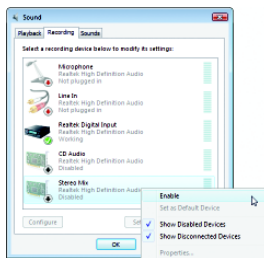 Sound
Playback Recording Sounds
Select a recording device below to modify its settings:
Microphone
Realtek High Definition Audio
Not plugged in
Line In
Realtek High Definition Audio
Not plugged in
Realtek Digital Input
Realtek High Definition Audio
Working
CD Audio
Realtek High Definition Audio
Disabled
Stereo Mix
Realtek High Definition Audio
Disabled
Enable
Set as Default Device
Show Disabled Devices
Show Disconnected Devices
Properties...
Configure
OK